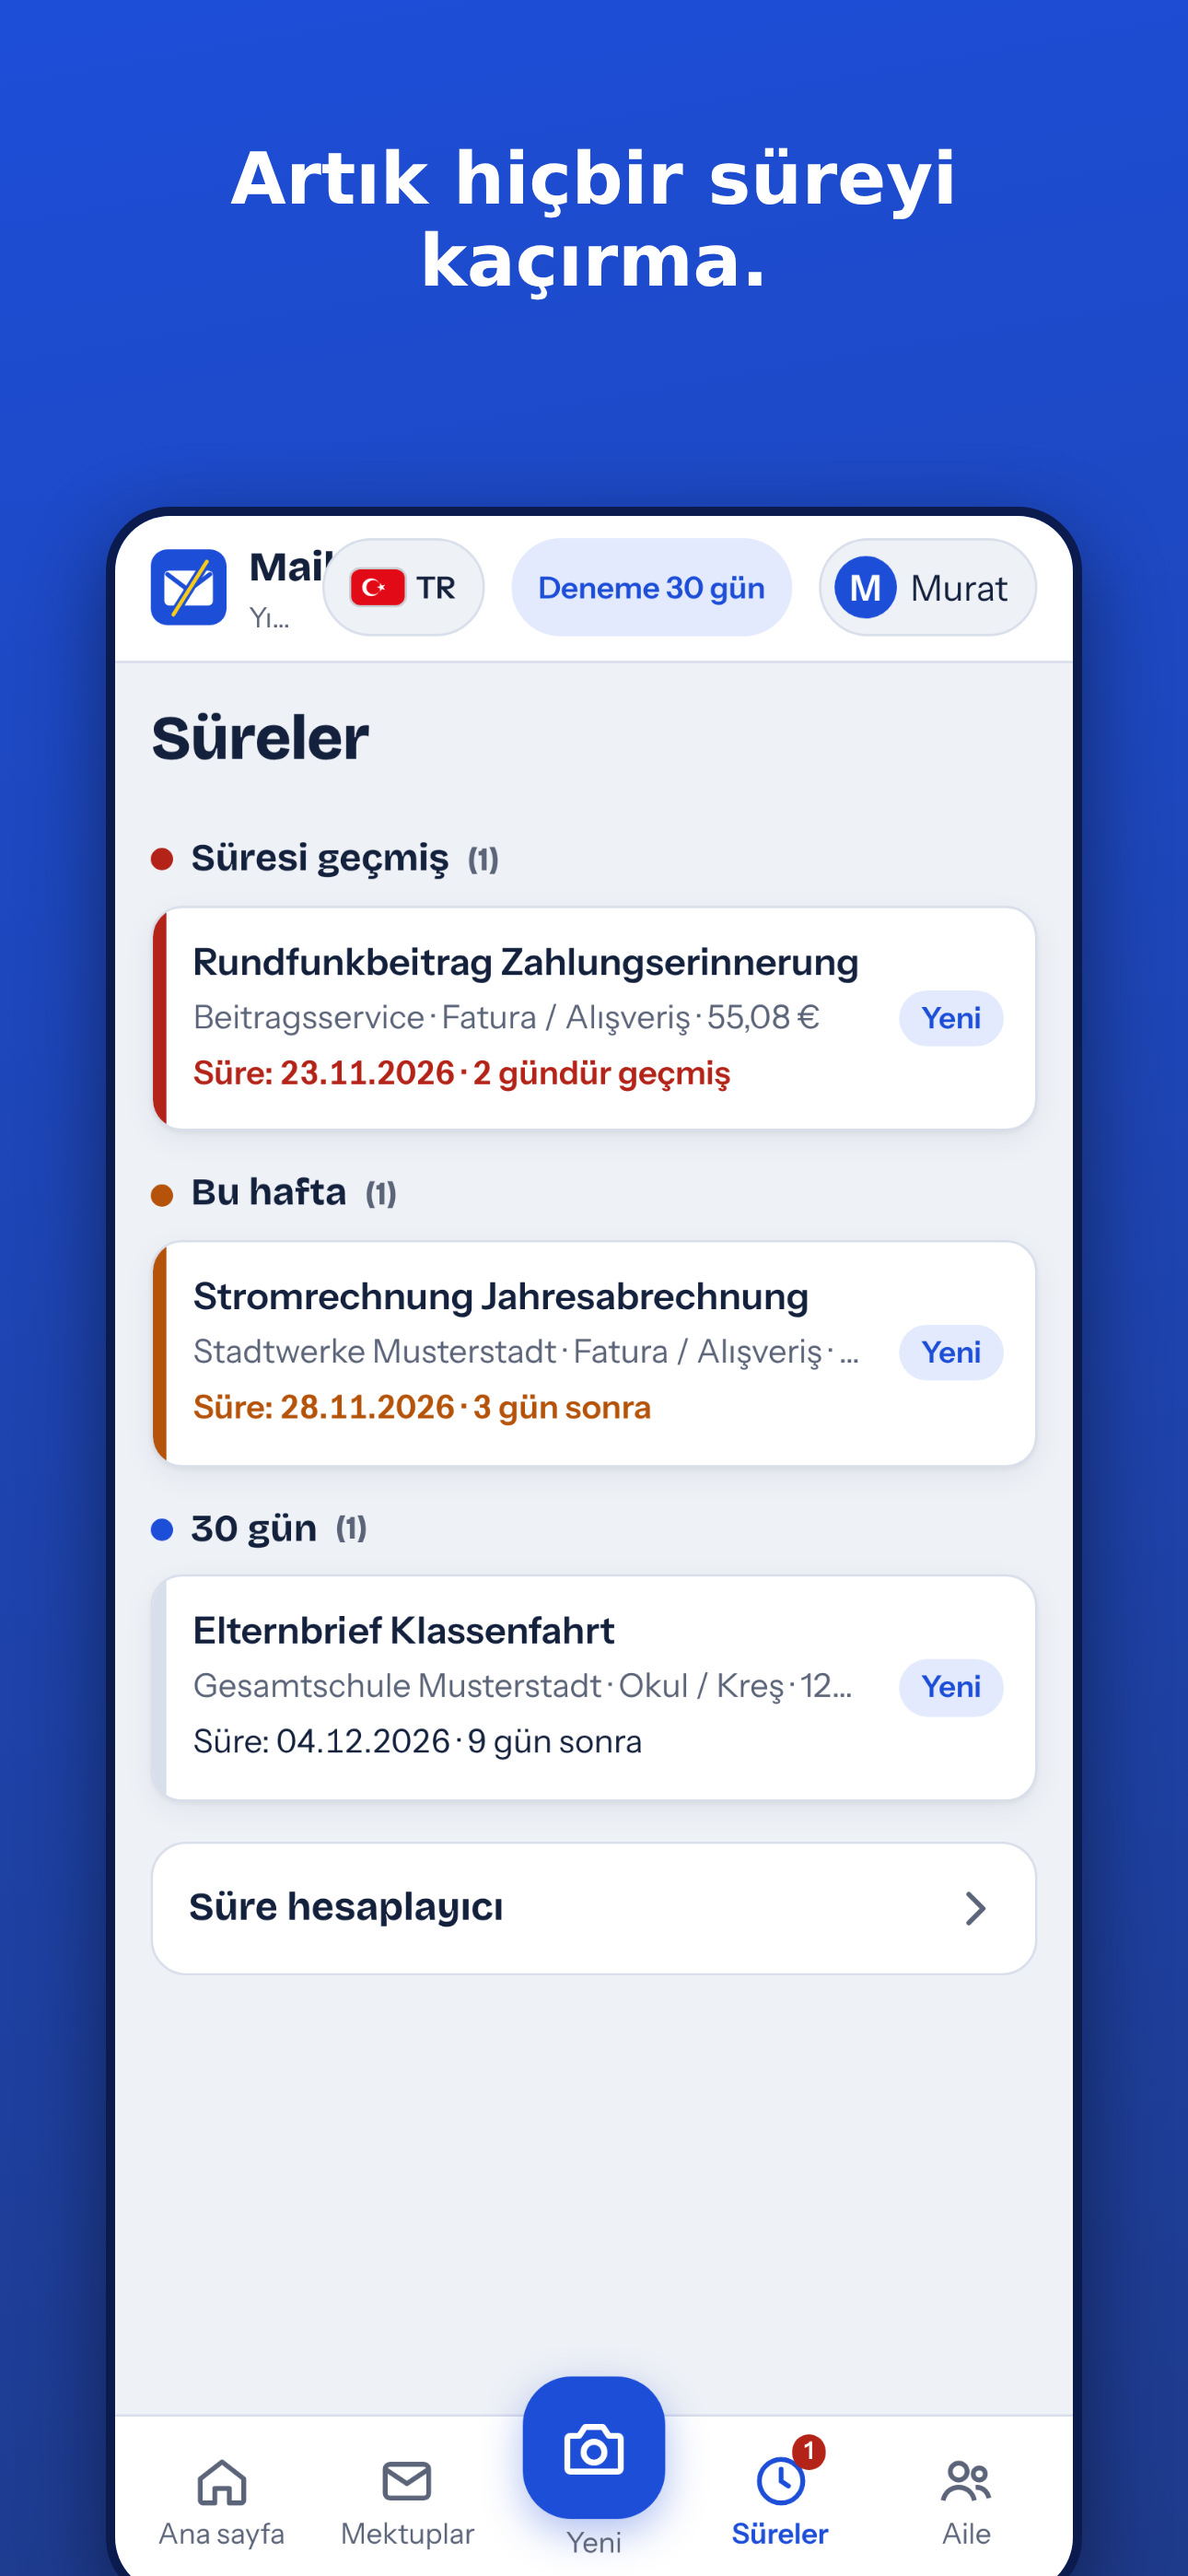 Artık hiçbir süreyi
kaçırma.
Mail
Yı...
TR
Deneme 30 gün
M Murat
Süreler
Süresi geçmiş (1)
Rundfunkbeitrag Zahlungserinnerung
Beitragsservice · Fatura / Alışveriş · 55,08 €
Yeni
Süre: 23.11.2026 · 2 gündür geçmiş
Bu hafta (1)
Stromrechnung Jahresabrechnung
Stadtwerke Musterstadt · Fatura / Alışveriş · ...
Yeni
Süre: 28.11.2026 · 3 gün sonra
30 gün (1)
Elternbrief Klassenfahrt
Gesamtschule Musterstadt · Okul / Kreş · 12...
Yeni
Süre: 04.12.2026 · 9 gün sonra
Süre hesaplayıcı
1
Ana sayfa
Mektuplar
Yeni
Süreler
Aile